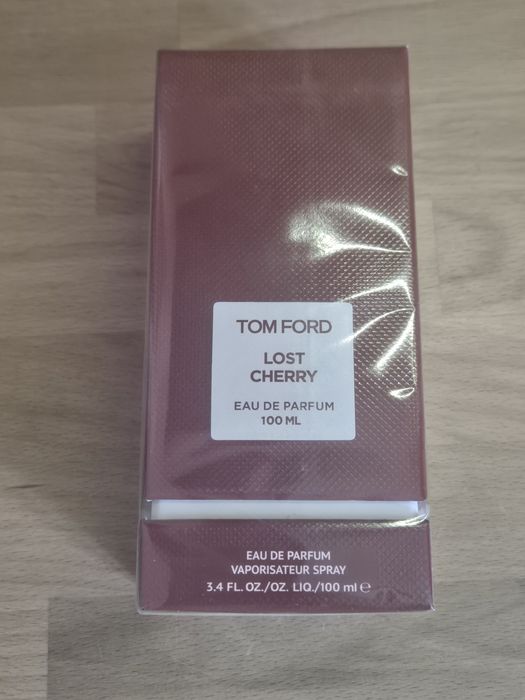 TOM FORD
LOST
CHERRY
EAU DE PARFUM
100 ML
EAU DE PARFUM
VAPORISATEUR SPRAY
3.4 FL. OZ./OZ. LIQ./100 ml ℮